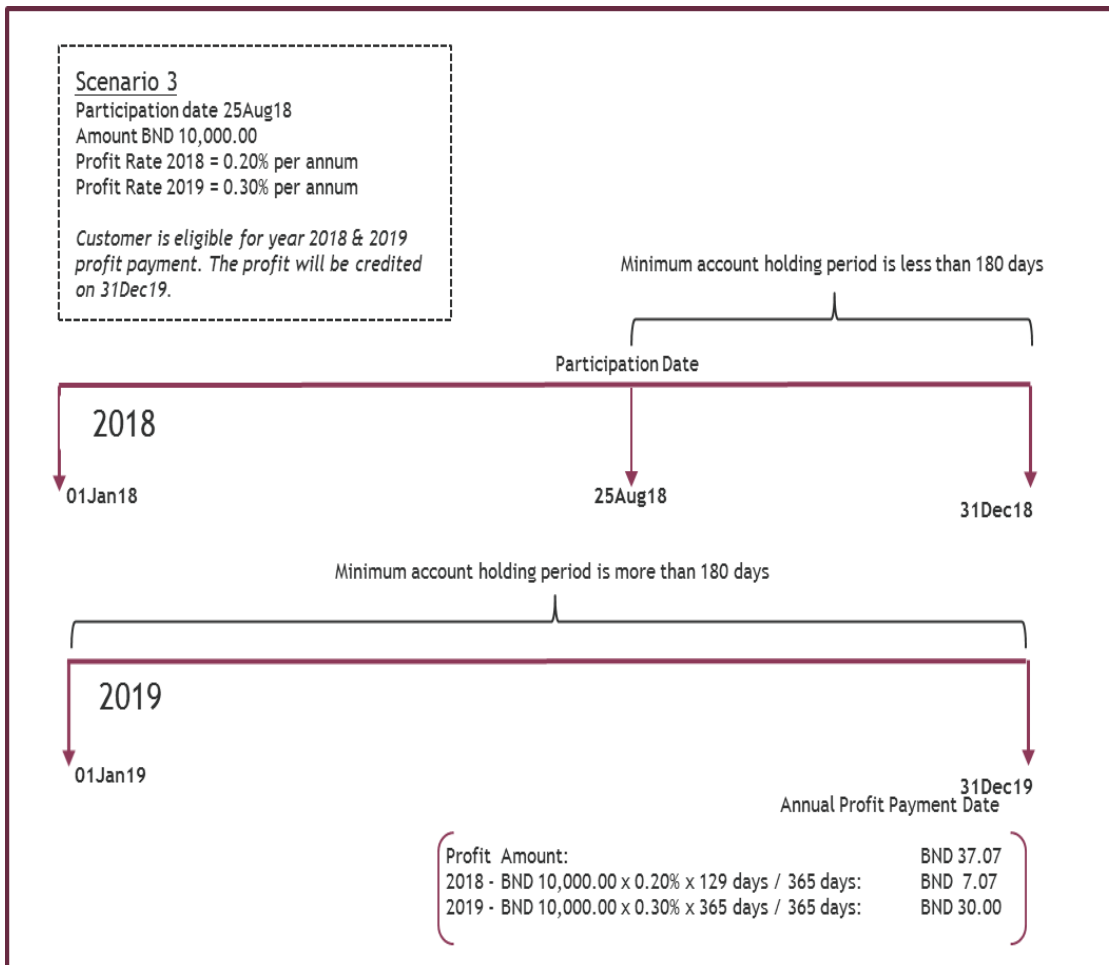 Scenario 3
Participation date 25Aug18
Amount BND 10,000.00
Profit Rate 2018 = 0.20% per annum
Profit Rate 2019 = 0.30% per annum
Customer is eligible for year 2018 & 2019
profit payment. The profit will be credited
on 31Dec19.
Minimum account holding period is less than 180 days
Participation Date
2018
01Jan18
25Aug18
31Dec18
Minimum account holding period is more than 180 days
2019
01Jan19
31Dec19
Annual Profit Payment Date
Profit Amount: BND 37.07
2018 - BND 10,000.00 x 0.20% x 129 days / 365 days: BND 7.07
2019 - BND 10,000.00 x 0.30% x 365 days / 365 days: BND 30.00